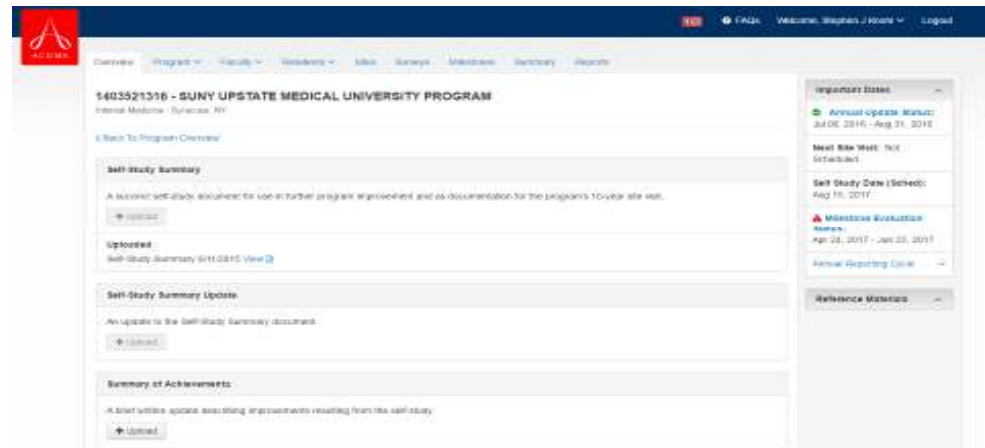 FAQs Welcome, Stephen J Knohl Logout
ACGME
Overview Program Faculty Residents Sites Surveys Milestones Summary Reports
1403521316 - SUNY UPSTATE MEDICAL UNIVERSITY PROGRAM
Internal Medicine - Syracuse, NY
Back To Program Overview
Self-Study Summary
A succinct self-study document for use in further program improvement and as documentation for the program's 10-year site visit.
Upload
Uploaded
Self-Study Summary View
Self-Study Summary Update
An update to the Self-Study Summary document.
Upload
Summary of Achievements
A brief written update describing improvements resulting from the self-study.
Upload
Important Dates
Annual Update Status:
2016 - Aug 31, 2016
Next Site Visit: Not
Scheduled
Self Study Date (Sched):
Aug 2017
Milestone Evaluation
Status:
Apr 24, 2017 - Jun 2017
Annual Reporting Cycle
Reference Materials